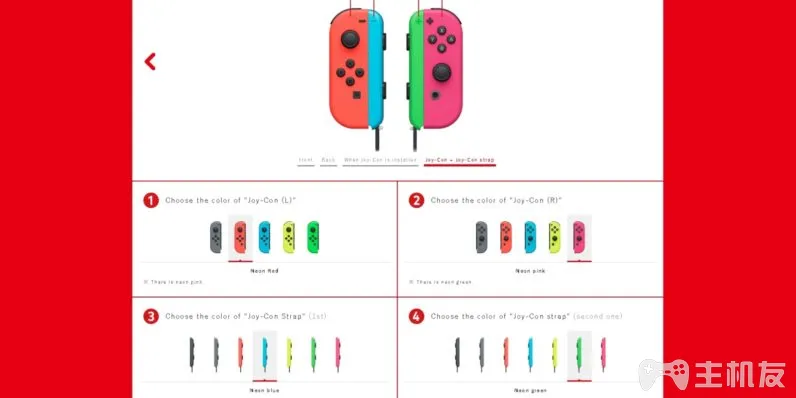 Front Back When Joy-Con is installed Joy-Con + Joy-Con strap
1 Choose the color of "Joy-Con (L)"
Neon Red
※ There is neon pink
2 Choose the color of "Joy-Con (R)"
Neon pink
※ There is neon green
3 Choose the color of "Joy-Con Strap" (1st)
Neon blue
4 Choose the color of "Joy-Con strap" (second one)
Neon green
主机友